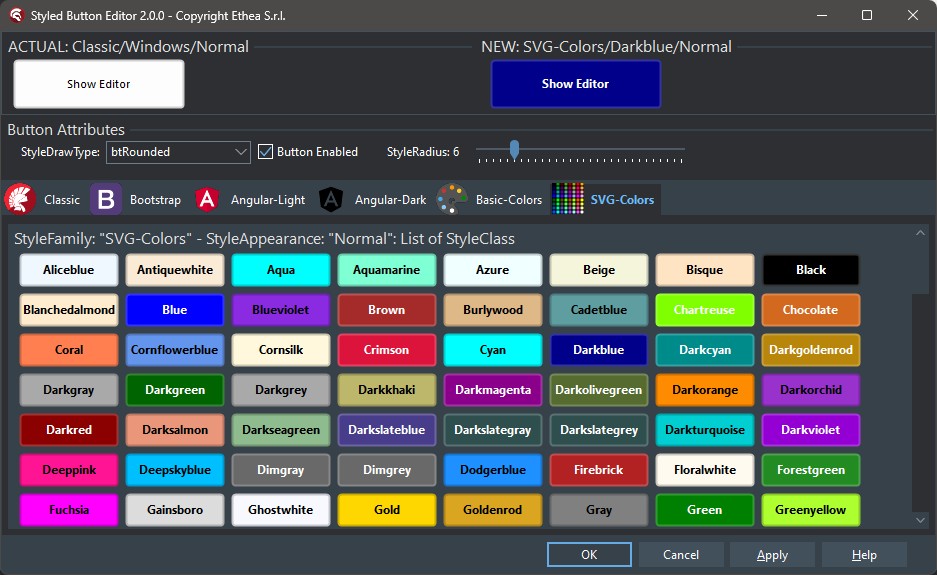 Styled Button Editor 2.0.0 - Copyright Ethea S.r.l.
ACTUAL: Classic/Windows/Normal
NEW: SVG-Colors/Darkblue/Normal
Show Editor
Show Editor
Button Attributes
StyleDrawType: btRounded Button Enabled StyleRadius: 6
Classic Bootstrap Angular-Light Angular-Dark Basic-Colors SVG-Colors
StyleFamily: "SVG-Colors" - StyleAppearance: "Normal": List of StyleClass
Aliceblue Antiquewhite Aqua Aquamarine Azure Beige Bisque Black
Blanchedalmond Blue Blueviolet Brown Burlywood Cadetblue Chartreuse Chocolate
Coral Cornflowerblue Cornsilk Crimson Cyan Darkblue Darkcyan Darkgoldenrod
Darkgray Darkgreen Darkgrey Darkkhaki Darkmagenta Darkolivegreen Darkorange Darkorchid
Darkred Darksalmon Darkseagreen Darkslateblue Darkslategray Darkslategrey Darkturquoise Darkviolet
Deeppink Deepskyblue Dimgray Dimgrey Dodgerblue Firebrick Floralwhite Forestgreen
Fuchsia Gainsboro Ghostwhite Gold Goldenrod Gray Green Greenyellow
OK Cancel Apply Help